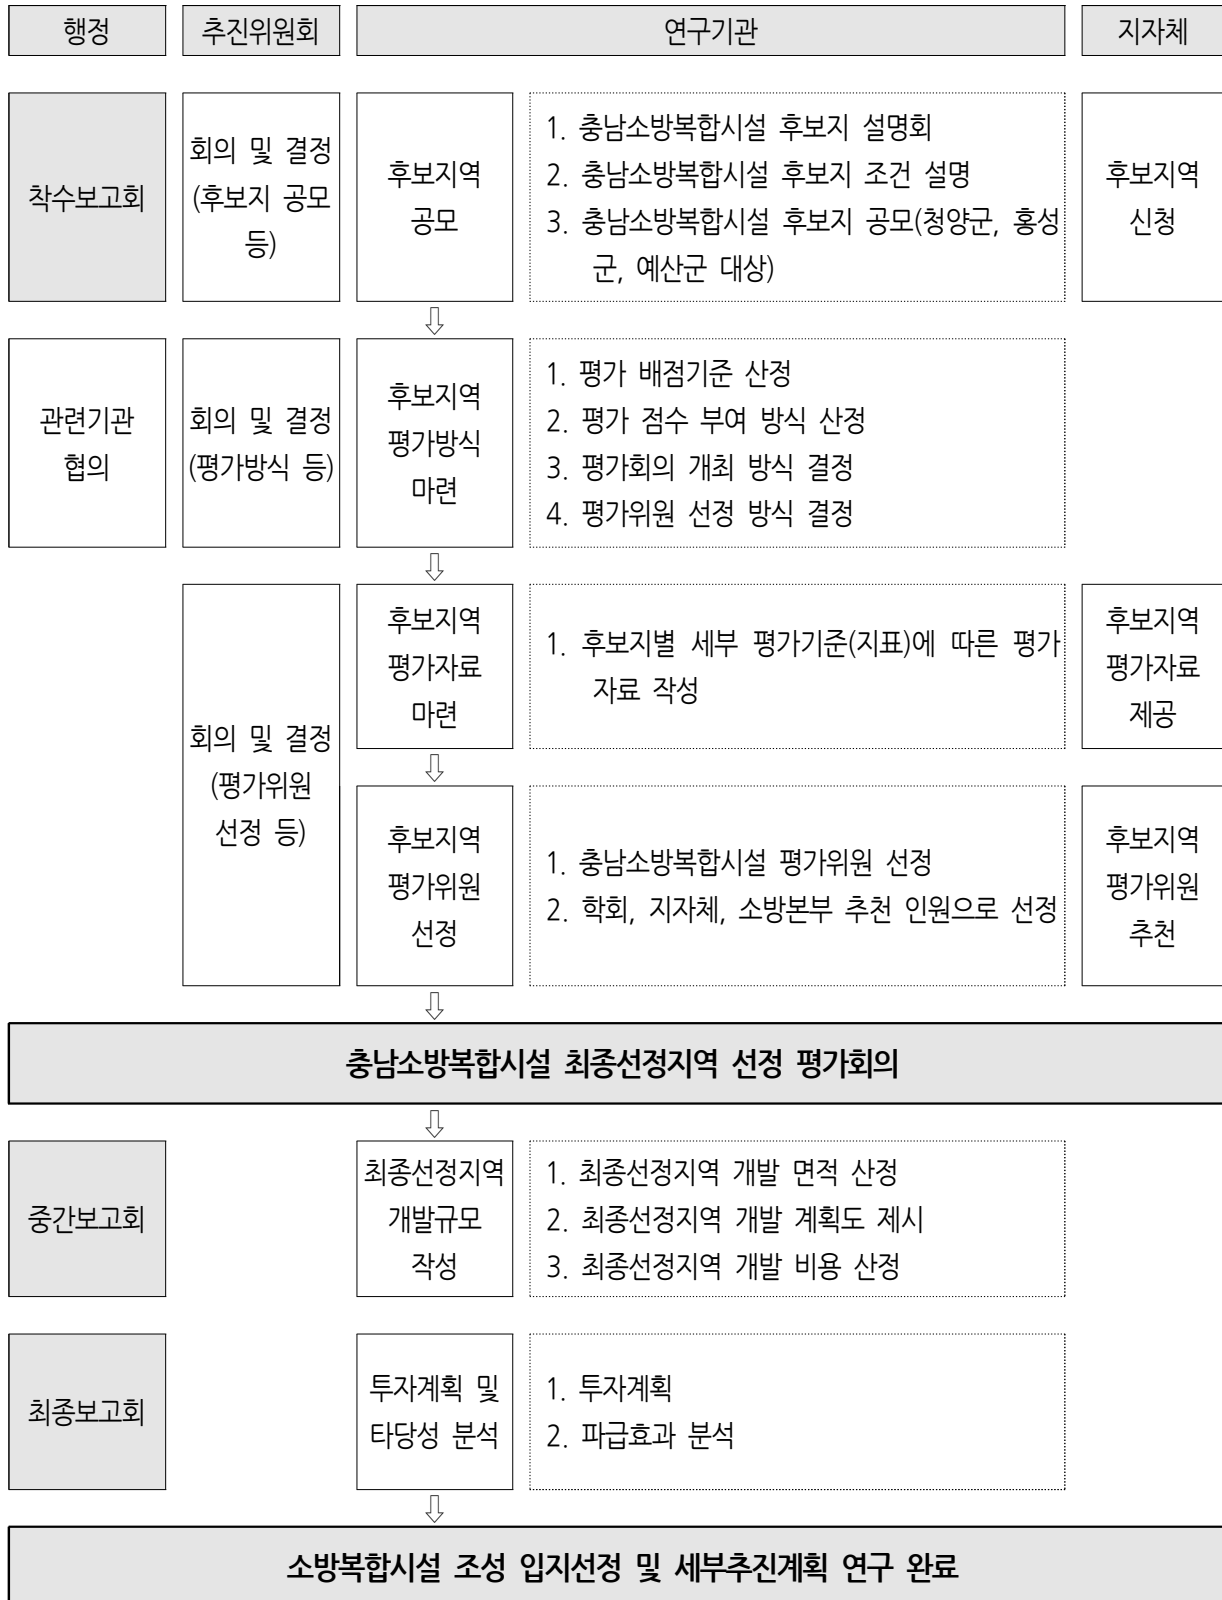 행정
추진위원회
연구기관
지자체
착수보고회
회의 및 결정
(후보지 공모
등)
후보지역
공모
1. 충남소방복합시설 후보지 설명회
2. 충남소방복합시설 후보지 조건 설명
3. 충남소방복합시설 후보지 공모(청양군, 홍성
군, 예산군 대상)
후보지역
신청
⇩
관련기관
협의
회의 및 결정
(평가방식 등)
후보지역
평가방식
마련
1. 평가 배점기준 산정
2. 평가 점수 부여 방식 산정
3. 평가회의 개최 방식 결정
4. 평가위원 선정 방식 결정
⇩
회의 및 결정
(평가위원
선정 등)
후보지역
평가자료
마련
1. 후보지별 세부 평가기준(지표)에 따른 평가
자료 작성
후보지역
평가자료
제공
⇩
후보지역
평가위원
선정
1. 충남소방복합시설 평가위원 선정
2. 학회, 지자체, 소방본부 추천 인원으로 선정
후보지역
평가위원
추천
⇩
충남소방복합시설 최종선정지역 선정 평가회의
⇩
중간보고회
최종선정지역
개발규모
작성
1. 최종선정지역 개발 면적 산정
2. 최종선정지역 개발 계획도 제시
3. 최종선정지역 개발 비용 산정
최종보고회
투자계획 및
타당성 분석
1. 투자계획
2. 파급효과 분석
⇩
소방복합시설 조성 입지선정 및 세부추진계획 연구 완료